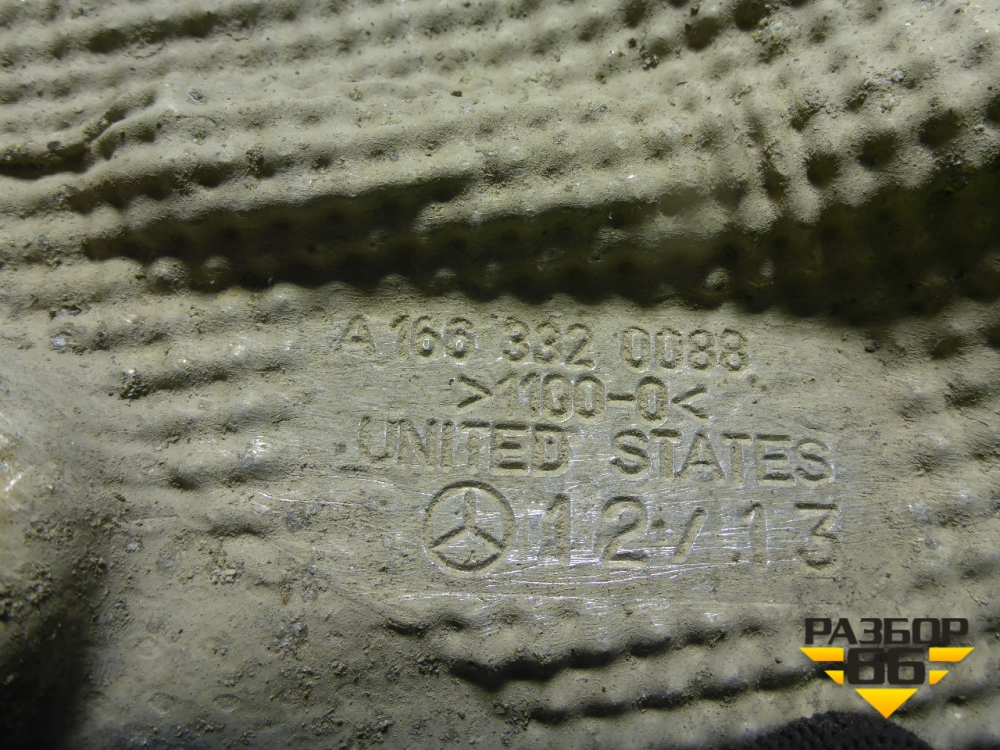 A 166 332 0088
>1100-0<
UNITED STATES
12/13
РАЗБОР
86